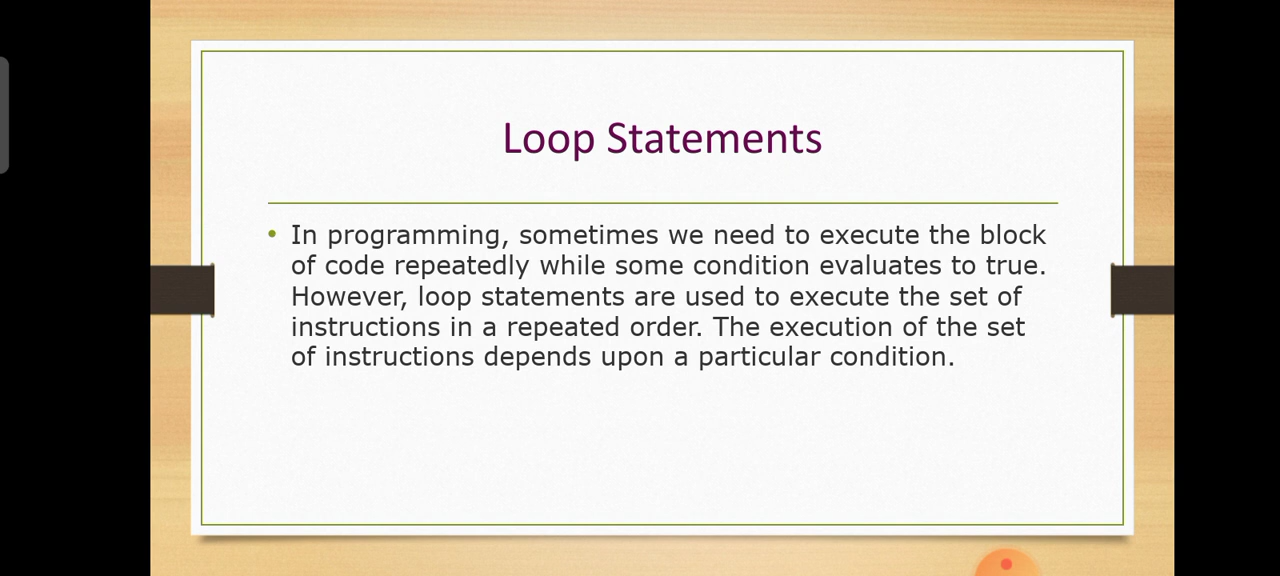 Loop Statements
• In programming, sometimes we need to execute the block
of code repeatedly while some condition evaluates to true.
However, loop statements are used to execute the set of
instructions in a repeated order. The execution of the set
of instructions depends upon a particular condition.